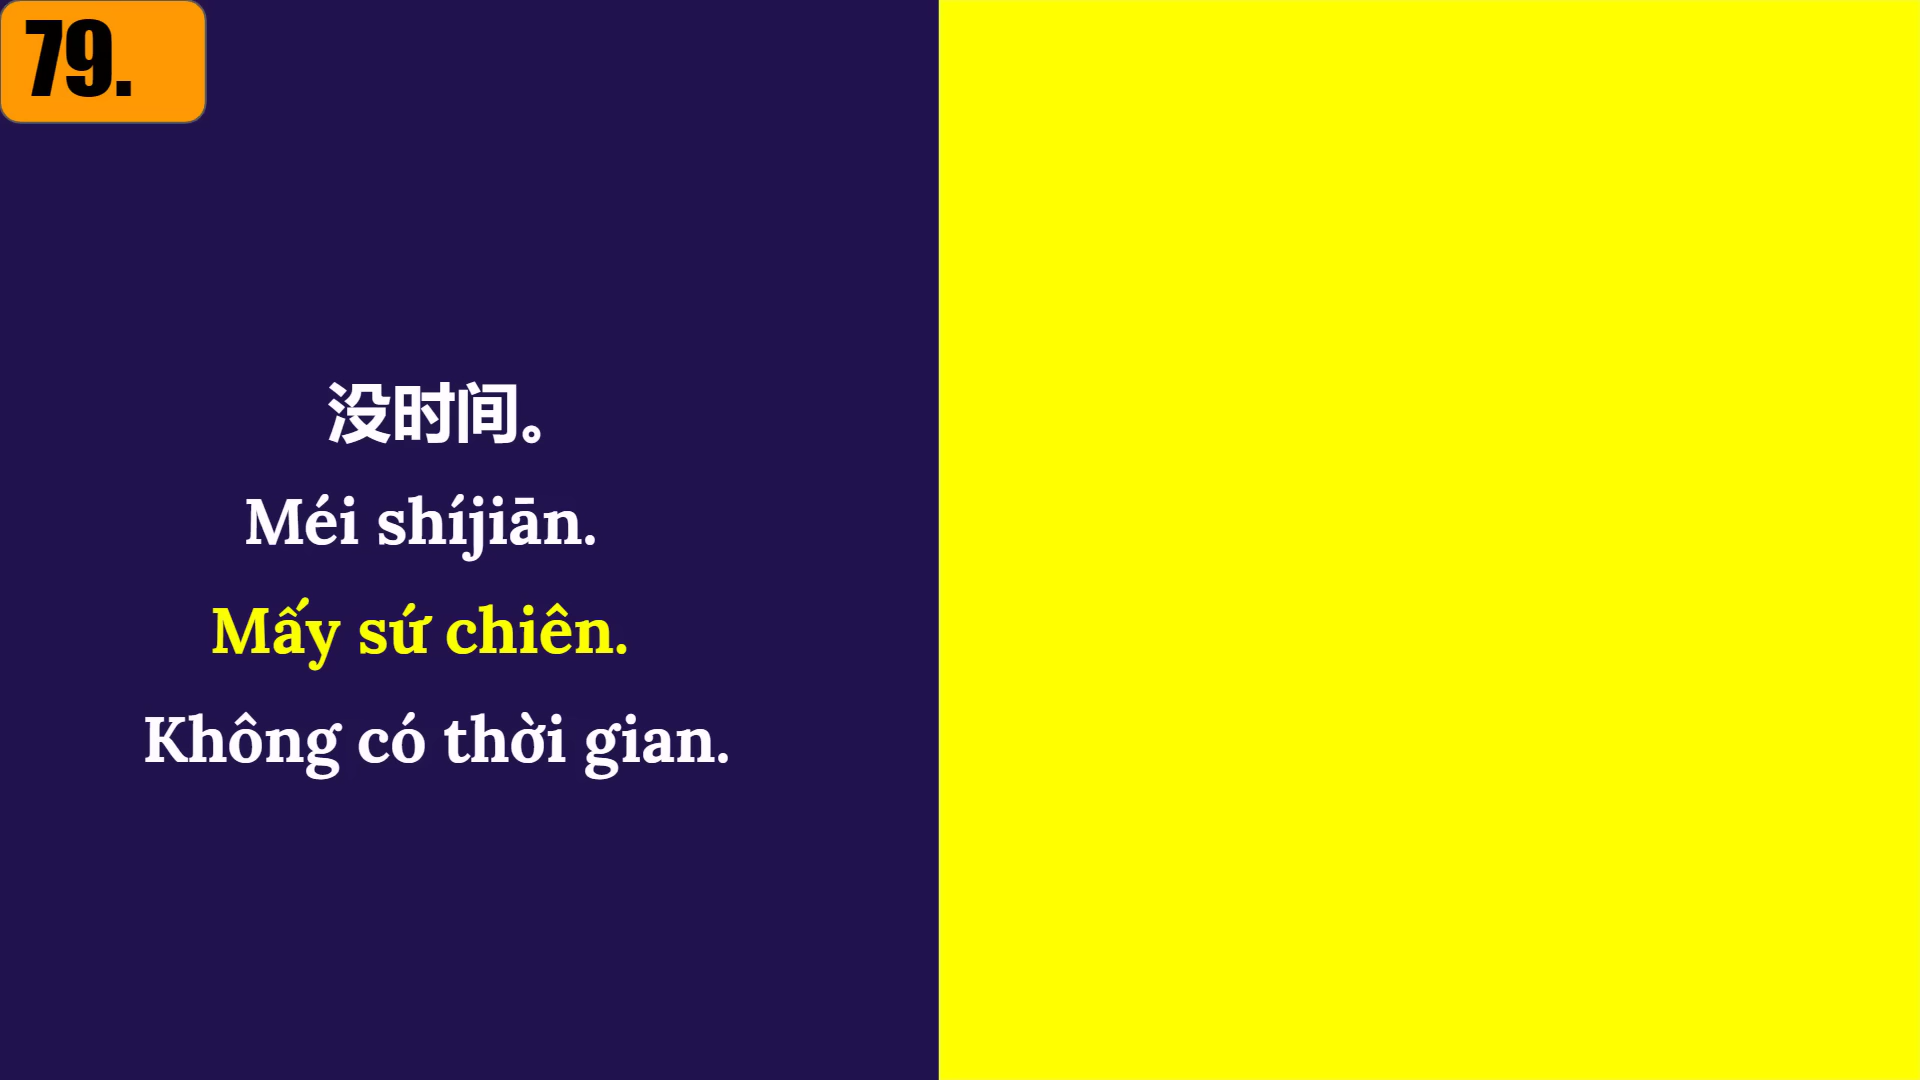 79.
没时间。
Méi shíjiān.
Mấy sứ chiên.
Không có thời gian.